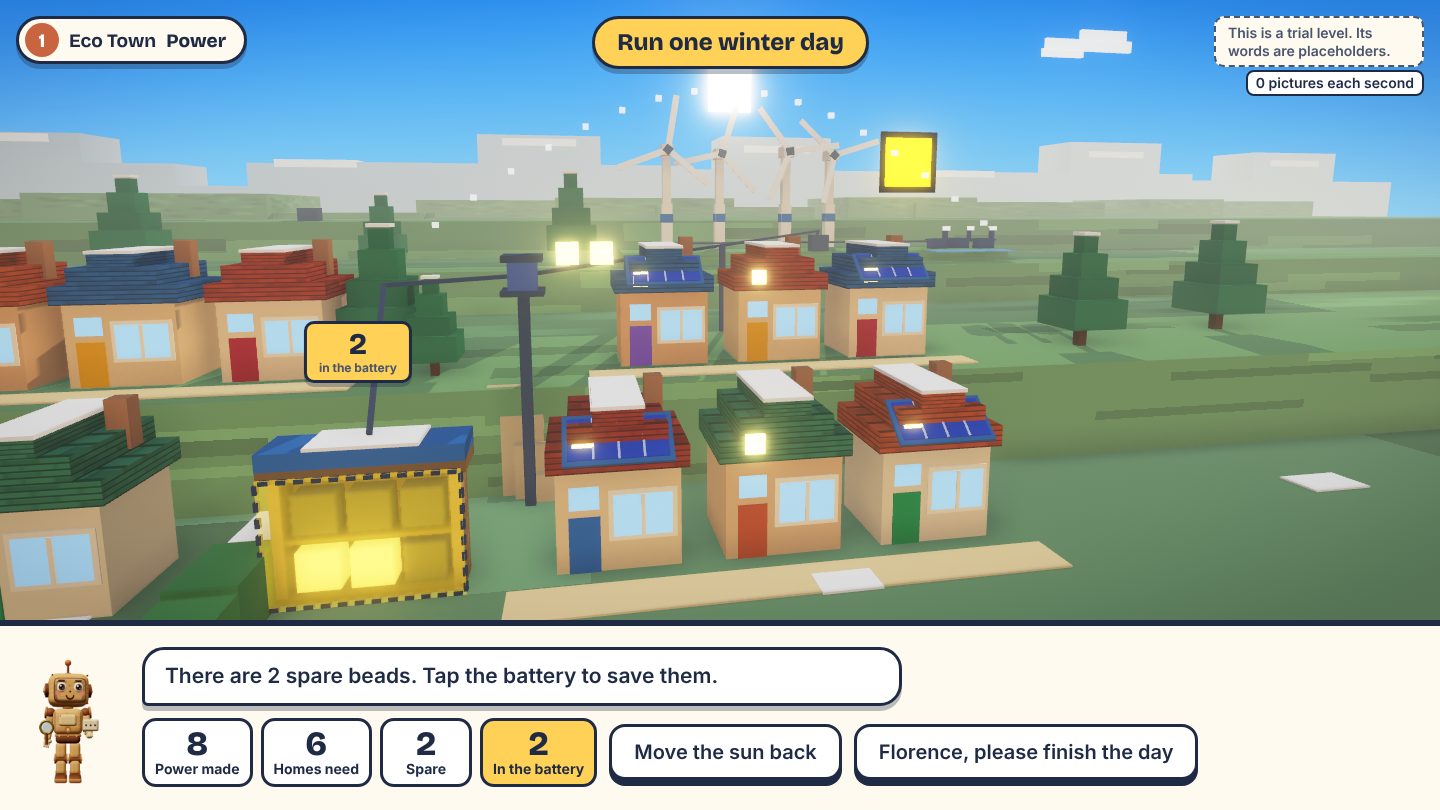 1
Eco Town Power
Run one winter day
This is a trial level. Its
words are placeholders.
0 pictures each second
2
in the battery
There are 2 spare beads. Tap the battery to save them.
8
Power made
6
Homes need
2
Spare
2
In the battery
Move the sun back
Florence, please finish the day